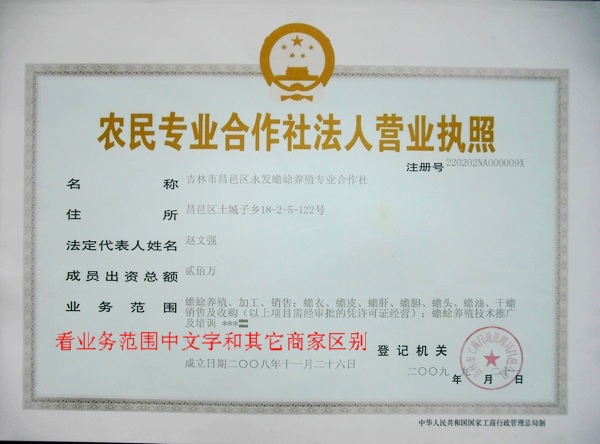 农民专业合作社法人营业执照
注册号 220202NA000009X
名称 吉林市昌邑区永发蟾蜍养殖专业合作社
住所 昌邑区土城子乡18-2-5-122号
法定代表人姓名 赵文强
成员出资总额 贰佰万
业务范围 蟾蜍养殖、加工、销售；蟾衣、蟾皮、蟾肝、蟾胆、蟾头、蟾油、干蟾
销售及收购(以上项目需经审批的凭许可证经营)；蟾蜍养殖技术推广
及培训 ***
看业务范围中文字和其它商家区别
登记机关
成立日期二〇〇八年十一月二十六日
二〇〇九年 月 日
中华人民共和国国家工商行政管理总局制